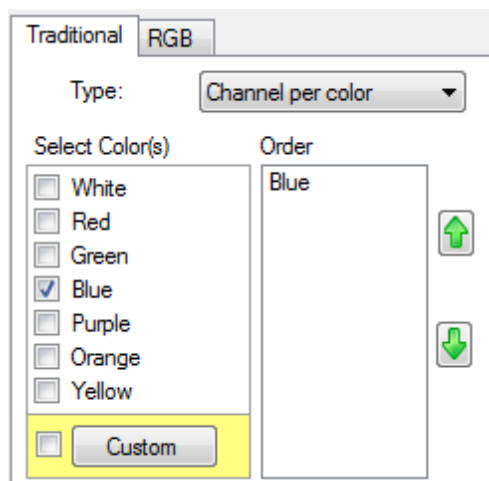 Traditional RGB
Type: Channel per color
Select Color(s) Order
White Blue
Red
Green
Blue
Purple
Orange
Yellow
Custom